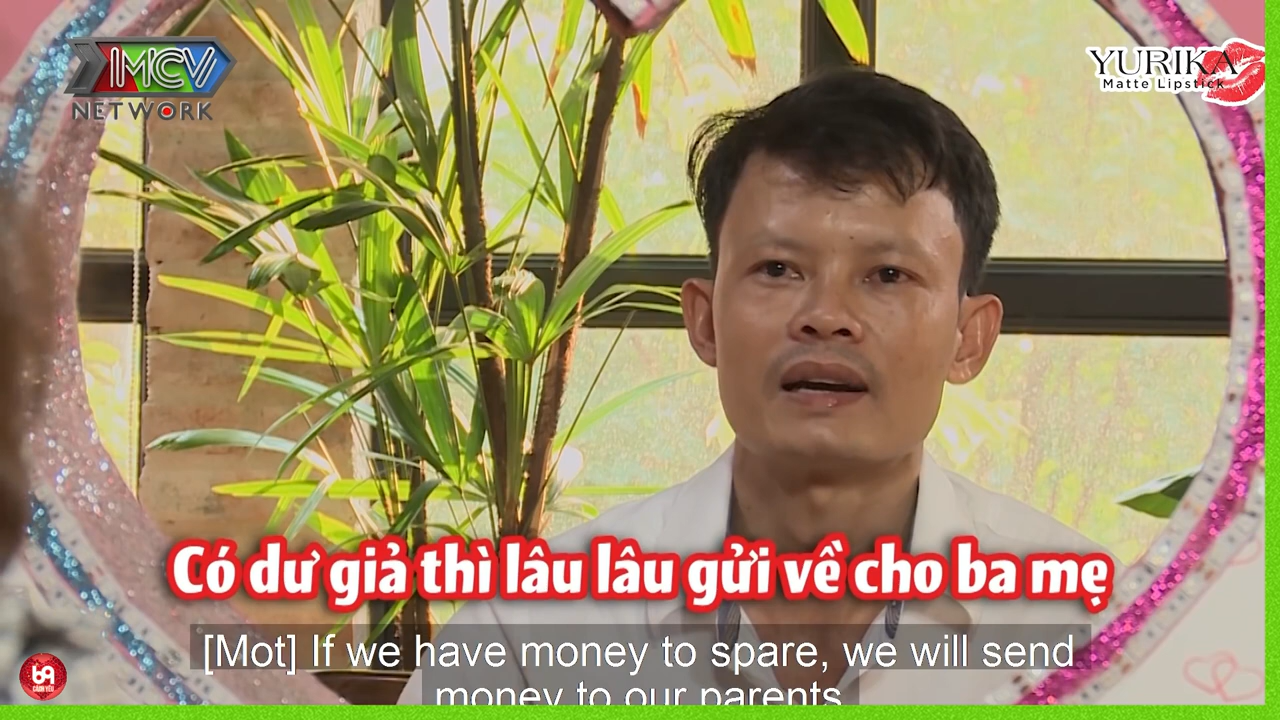 MCV
NETWORK
YURIKA
Matte Lipstick
Có dư giả thì lâu lâu gửi về cho ba mẹ
[Mot] If we have money to spare, we will send
money to our parents